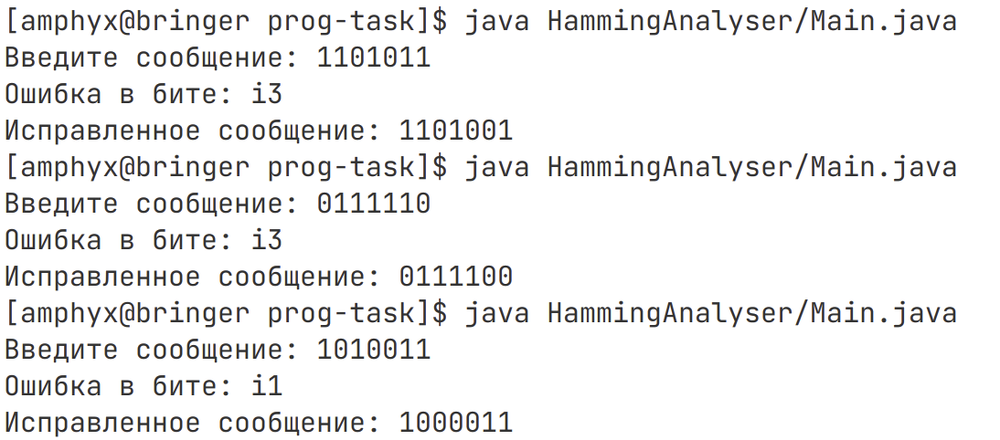 [amphyx@bringer prog-task]$ java HammingAnalyser/Main.java
Введите сообщение: 1101011
Ошибка в бите: i3
Исправленное сообщение: 1101001
[amphyx@bringer prog-task]$ java HammingAnalyser/Main.java
Введите сообщение: 0111110
Ошибка в бите: i3
Исправленное сообщение: 0111100
[amphyx@bringer prog-task]$ java HammingAnalyser/Main.java
Введите сообщение: 1010011
Ошибка в бите: i1
Исправленное сообщение: 1000011